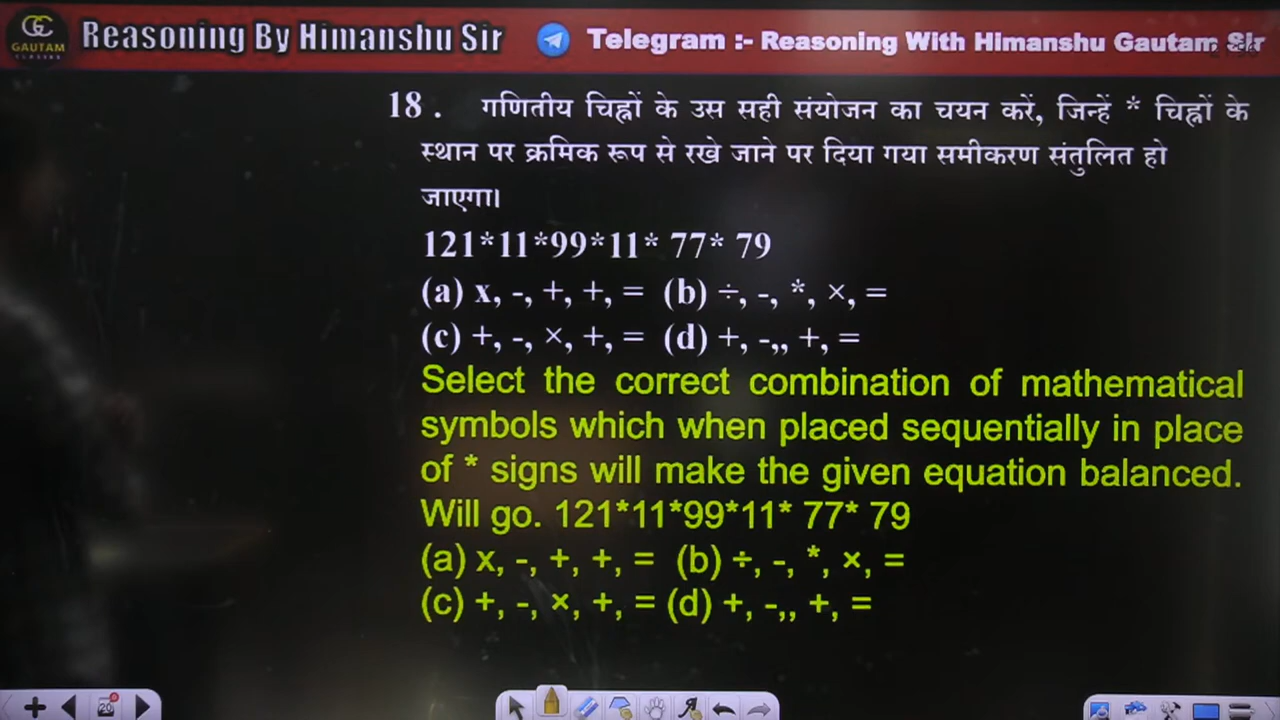 GAUTAM
CLASSES
Reasoning By Himanshu Sir
Telegram :- Reasoning With Himanshu Gautam Sir
18 . गणितीय चिह्नों के उस सही संयोजन का चयन करें, जिन्हें * चिह्नों के
स्थान पर क्रमिक रूप से रखे जाने पर दिया गया समीकरण संतुलित हो
जाएगा।
121*11*99*11* 77* 79
(a) x, -, +, +, = (b) ÷, -, *, ×, =
(c) +, -, ×, +, = (d) +, -,, +, =
Select the correct combination of mathematical
symbols which when placed sequentially in place
of * signs will make the given equation balanced.
Will go. 121*11*99*11* 77* 79
(a) x, -, +, +, = (b) ÷, -, *, ×, =
(c) +, -, ×, +, = (d) +, -,, +, =
20